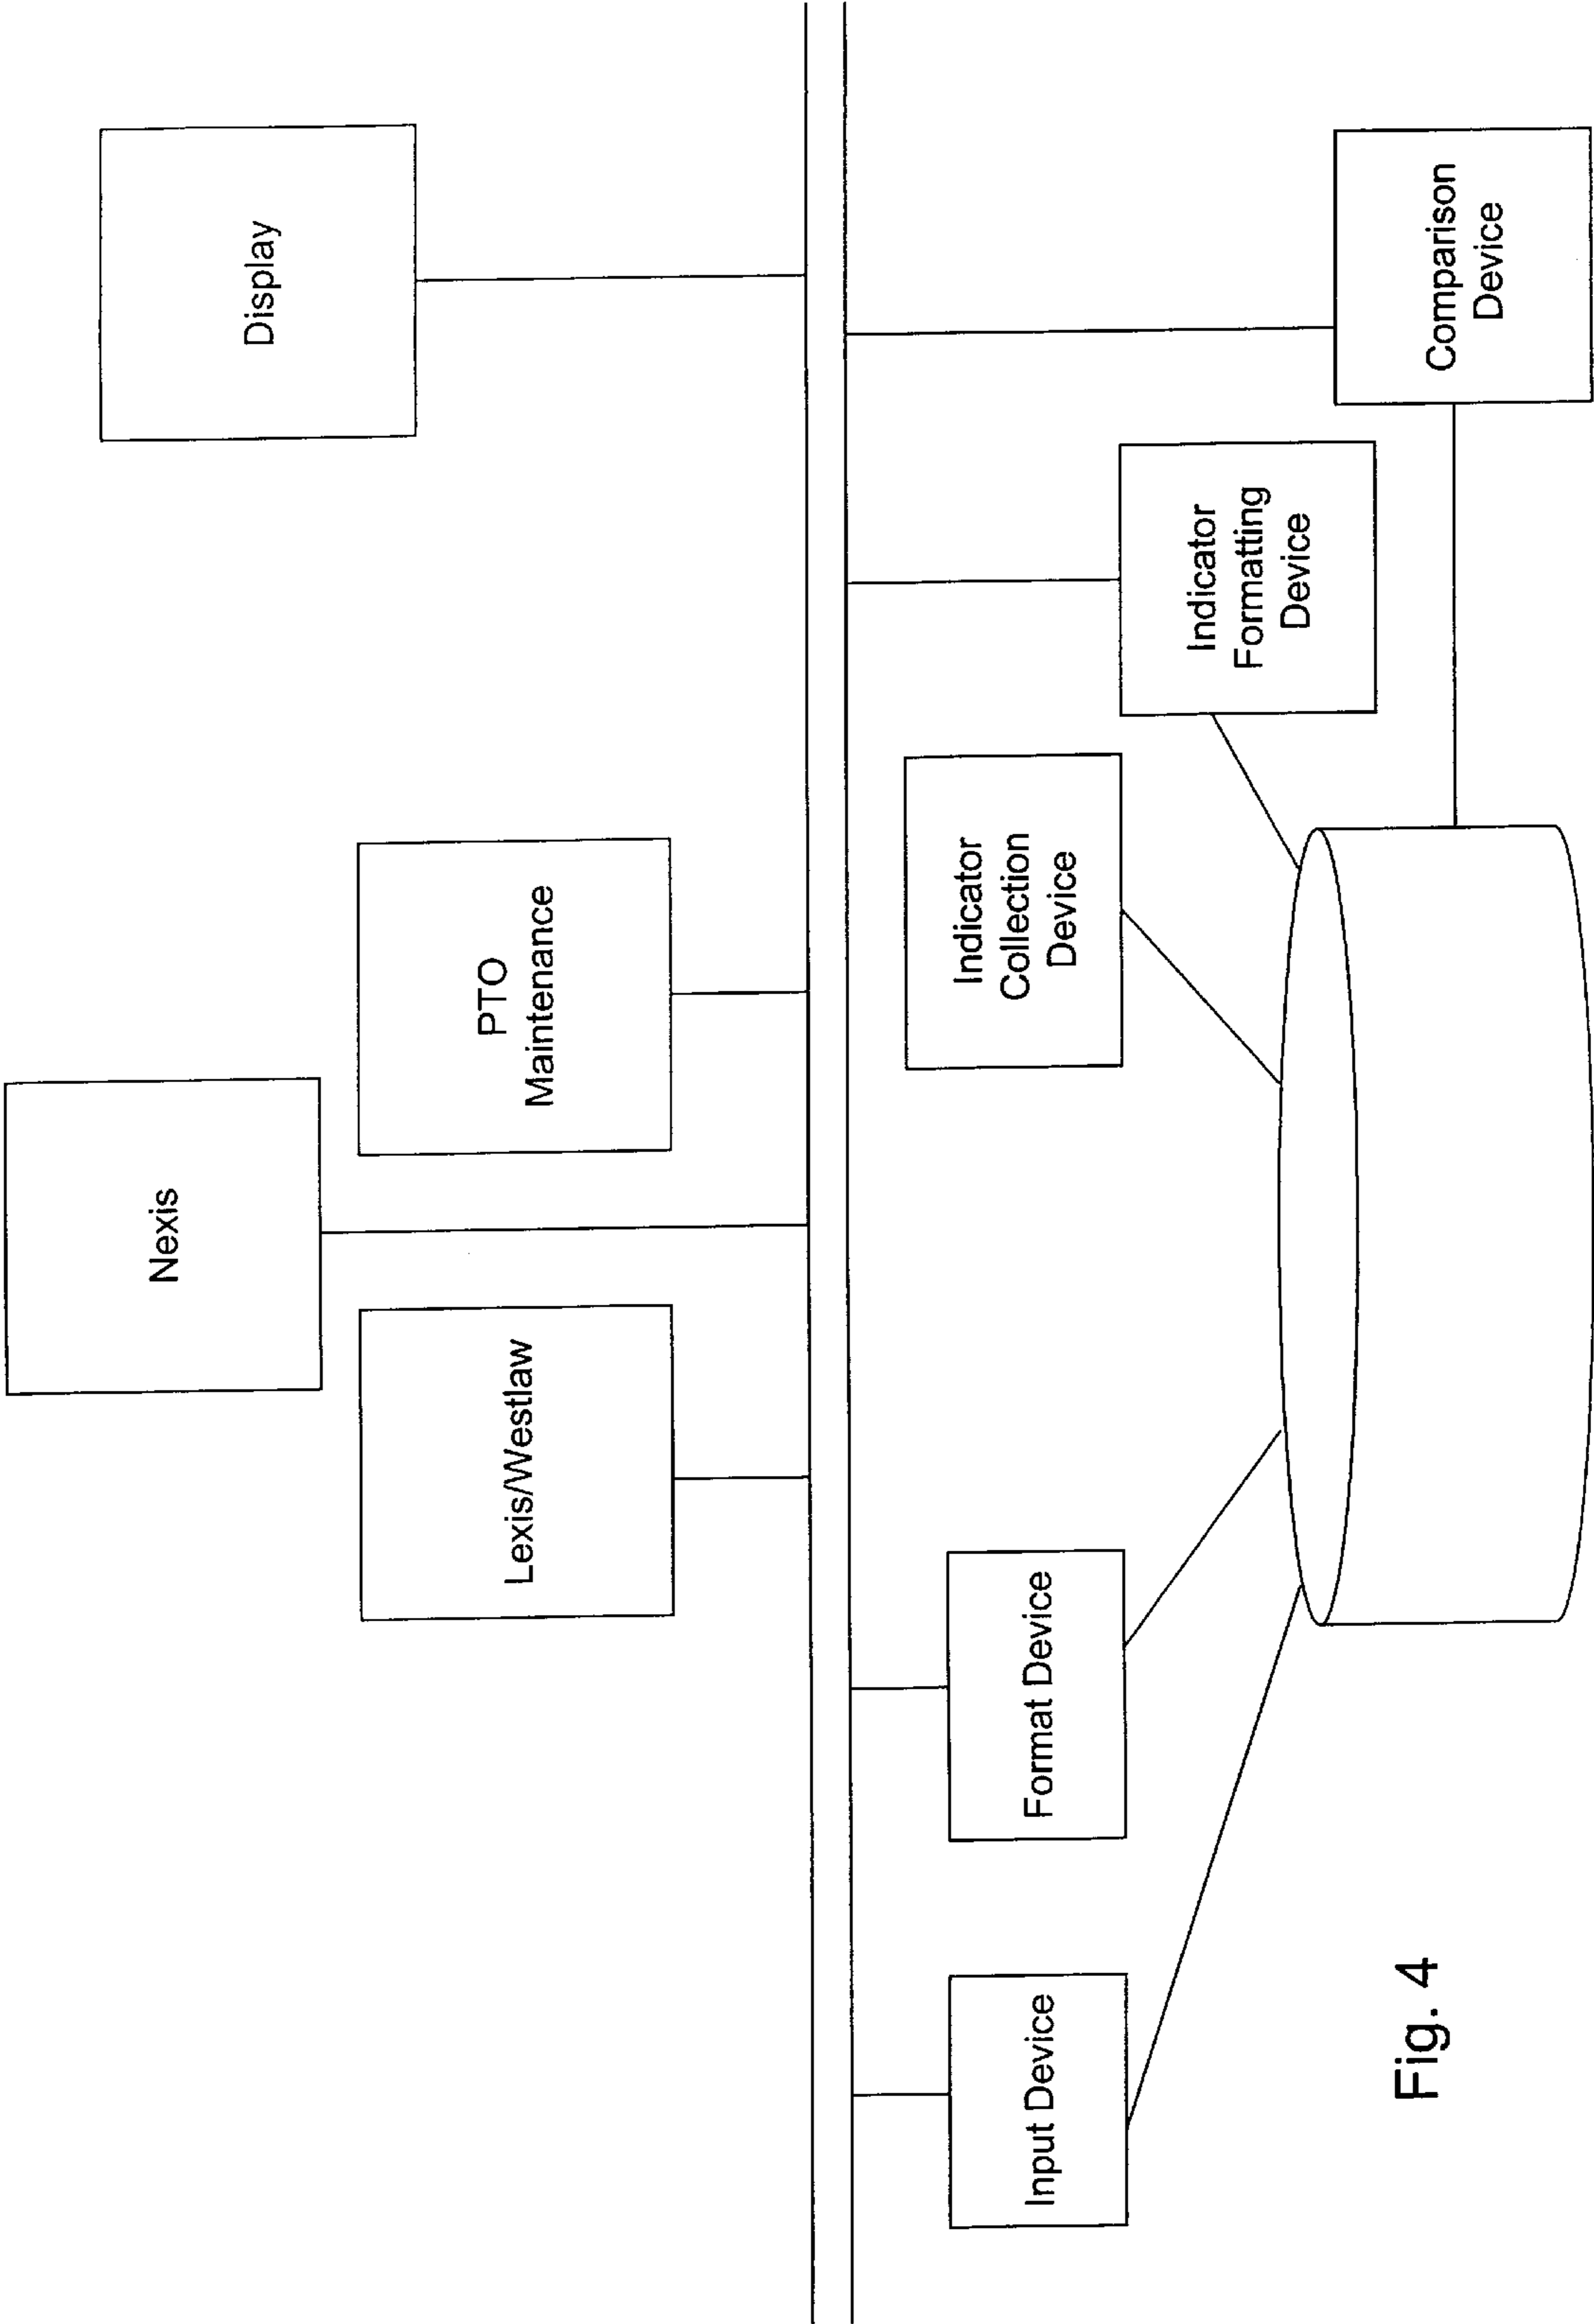 Nexis
Display
Lexis/Westlaw
PTO
Maintenance
Input Device
Format Device
Indicator
Collection
Device
Indicator
Formatting
Device
Comparison
Device
Fig. 4